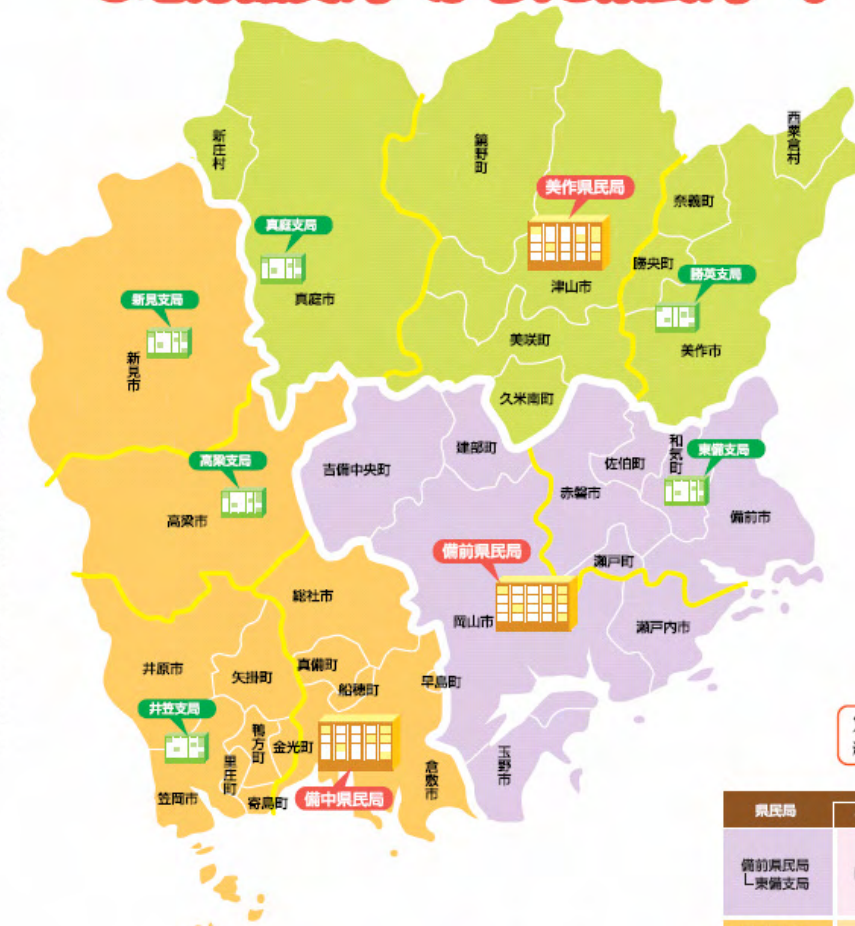 新庄村
鏡野町
西粟倉村
美作県民局
奈義町
真庭支局
勝央町
勝英支局
津山市
真庭市
新見支局
美咲町
美作市
新見市
久米南町
建部町
和気町
東備支局
高梁支局
吉備中央町
佐伯町
赤磐市
高梁市
備前市
備前県民局
瀬戸町
総社市
岡山市
瀬戸内市
井原市
矢掛町
真備町
船穂町
早島町
井笠支局
鴨方町
金光町
里庄町
倉敷市
玉野市
笠岡市
寄島町
備中県民局
県民局
備前県民局
└東備支局